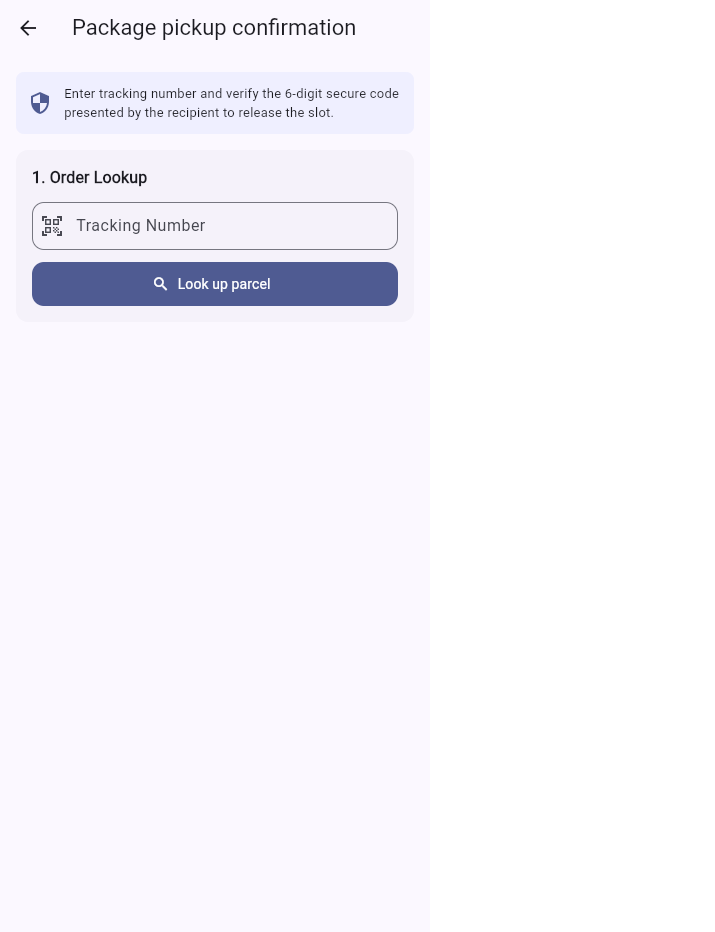 Package pickup confirmation
Enter tracking number and verify the 6-digit secure code
presented by the recipient to release the slot.
1. Order Lookup
Tracking Number
Look up parcel